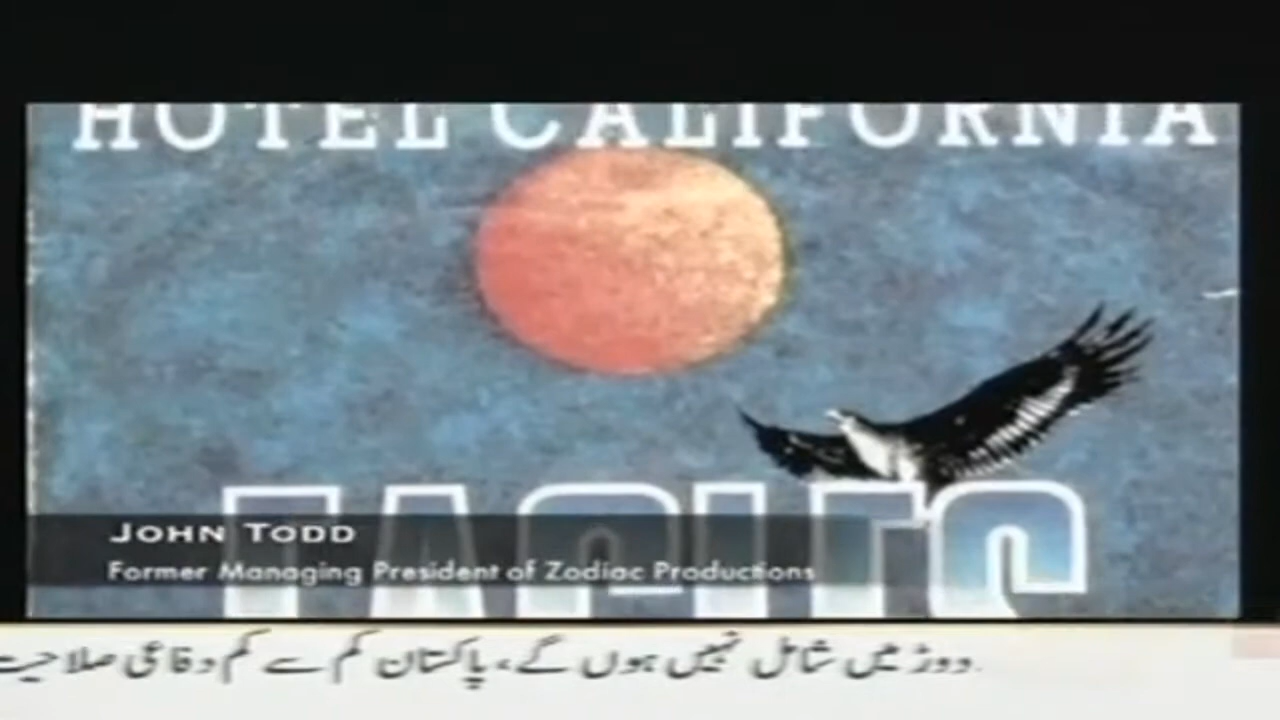 HOTEL CALIFORNIA
EAGLES
JOHN TODD
Former Managing President of Zodiac Productions
دوڑ میں شامل نہیں ہوں گے، پاکستان کم سے کم دفاعی صلاحیت